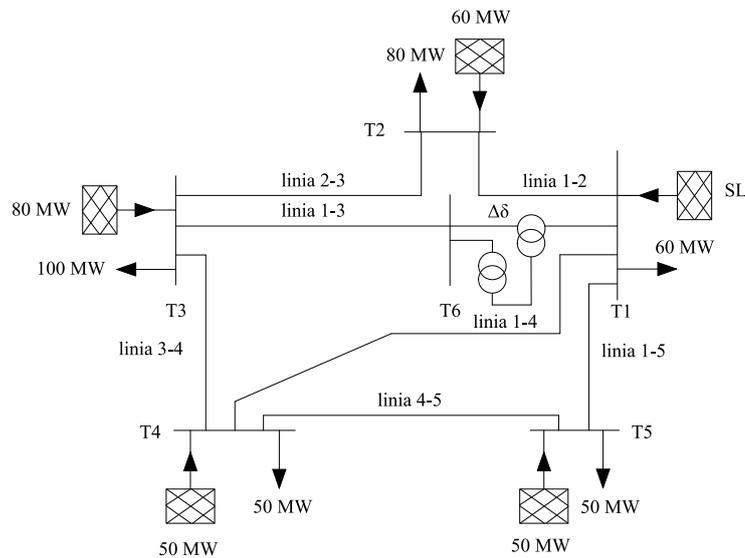 60 MW
80 MW
T2
linia 2-3
linia 1-2
SL
80 MW
linia 1-3
Δδ
60 MW
100 MW
T3
T6
T1
linia 1-4
linia 3-4
linia 1-5
linia 4-5
T4
T5
50 MW
50 MW
50 MW
50 MW